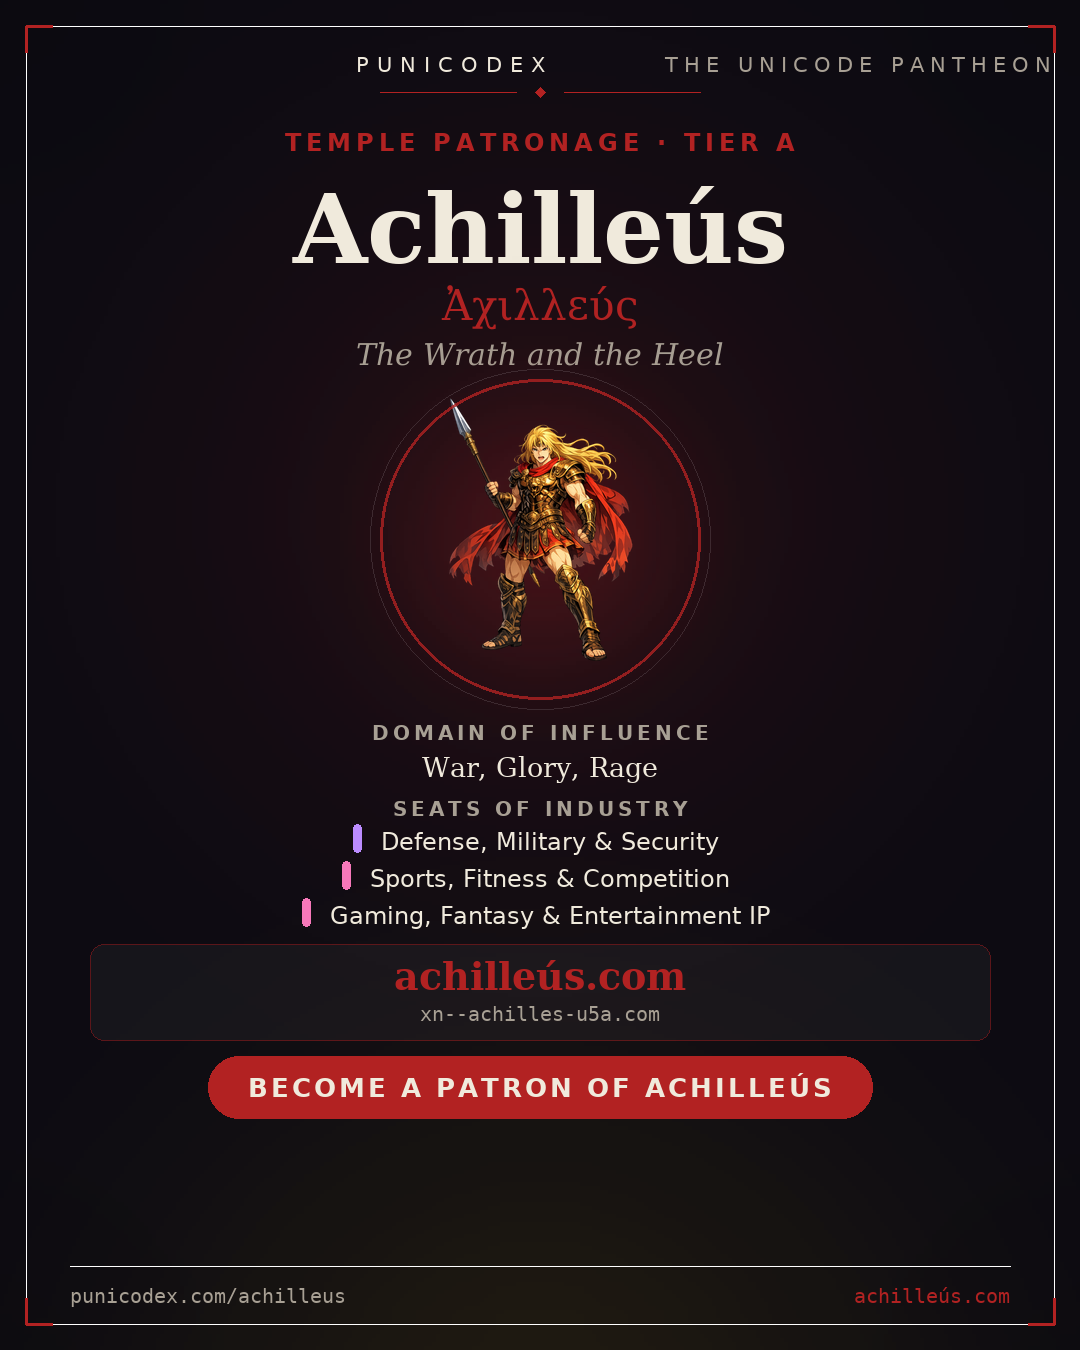 PUNICODEX THE UNICODE PANTHEON
TEMPLE PATRONAGE · TIER A
Achilleús
Ἀχιλλεύς
The Wrath and the Heel
DOMAIN OF INFLUENCE
War, Glory, Rage
SEATS OF INDUSTRY
Defense, Military & Security
Sports, Fitness & Competition
Gaming, Fantasy & Entertainment IP
achilleús.com
xn--achilles-u5a.com
BECOME A PATRON OF ACHILLEÚS
punicodex.com/achilleus achilleús.com